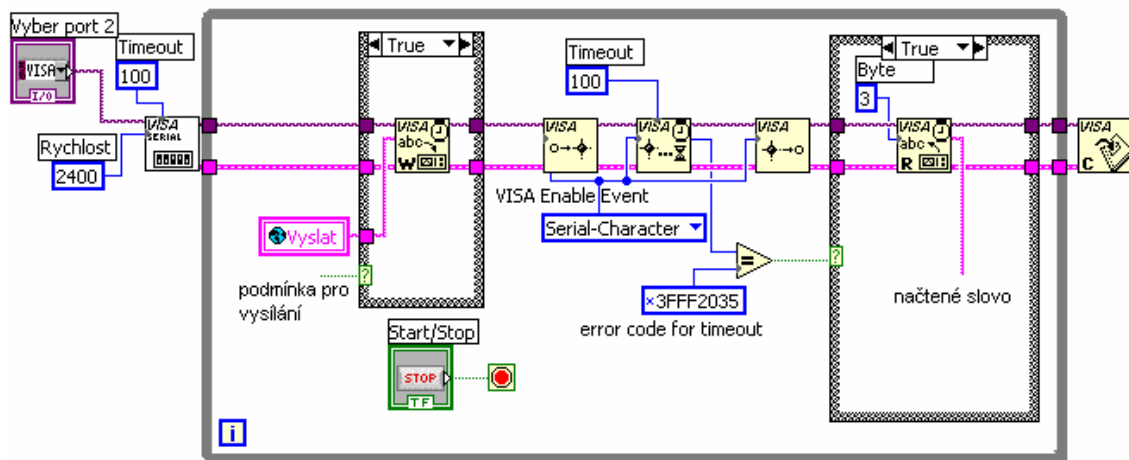 Vyber port 2
VISA
I/O
Timeout
100
Rychlost
2400
VISA
SERIAL
True
VISA
abc
W
Vyslat
?
podmínka pro
vysílání
Start/Stop
STOP
TF
i
VISA
VISA Enable Event
Serial-Character
Timeout
100
VISA
VISA
=
×3FFF2035
error code for timeout
True
Byte
3
VISA
abc
R
?
načtené slovo
VISA
C